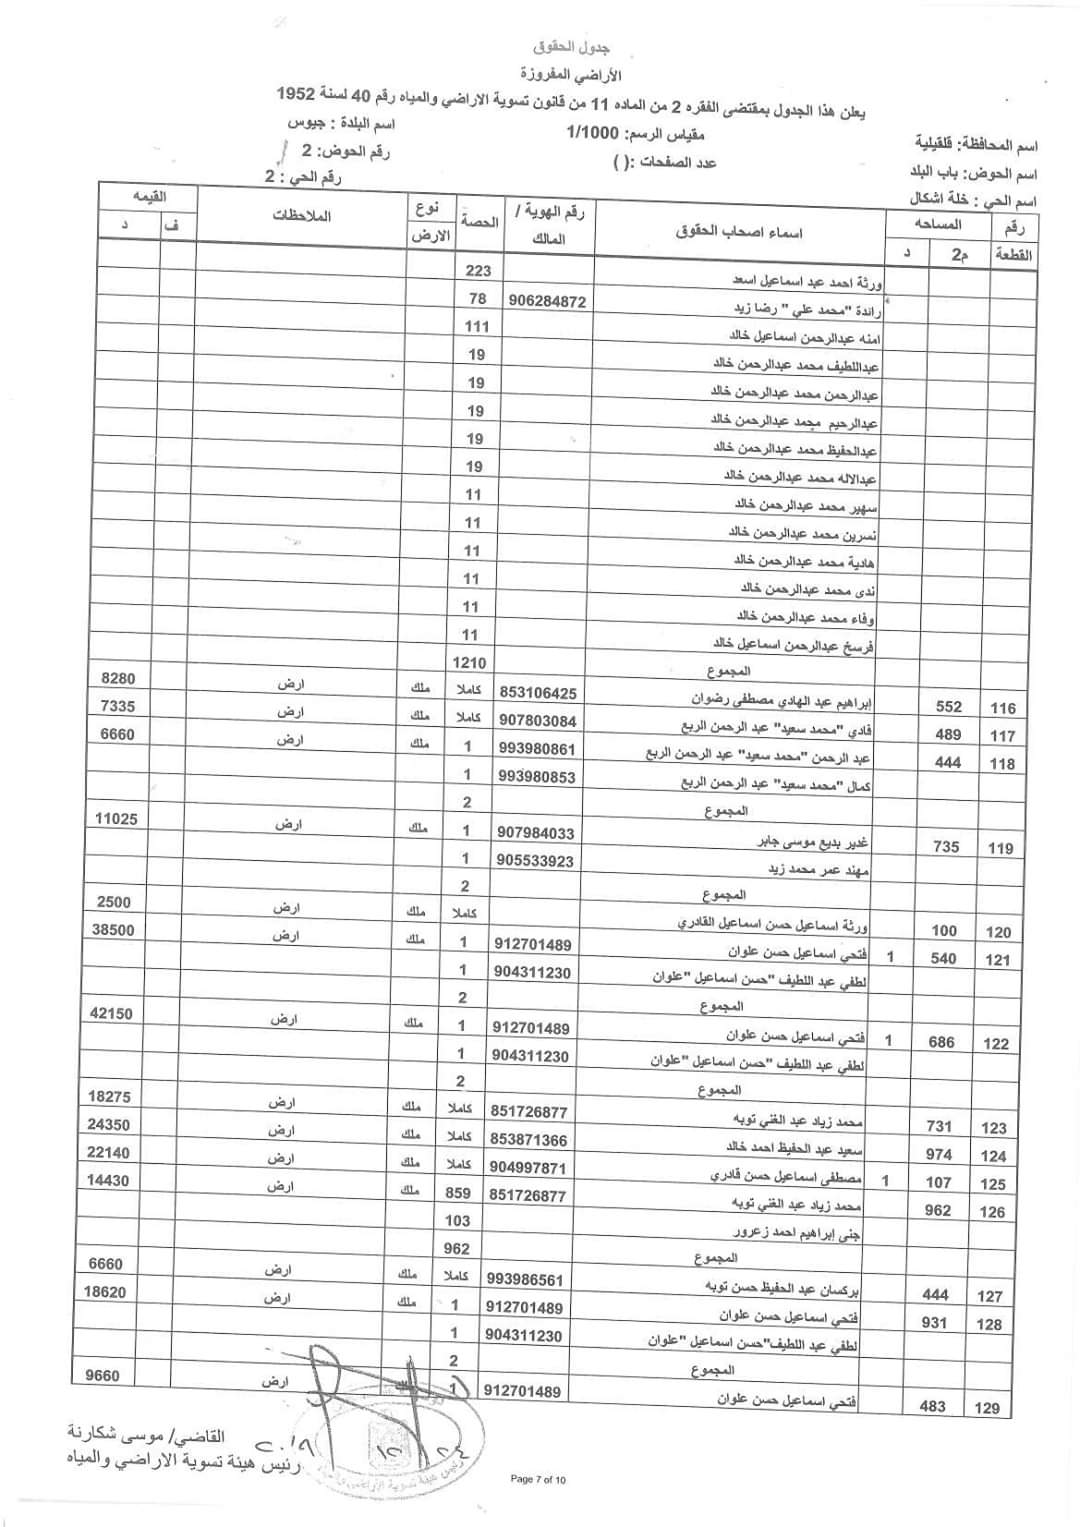 جدول الحقوق
الأراضي المفروزة
يعلن هذا الجدول بمقتضى الفقره 2 من الماده 11 من قانون تسوية الاراضي والمياه رقم 40 لسنة 1952
اسم المحافظة: قلقيلية مقياس الرسم: 1/1000 اسم البلدة : جيوس
اسم الحوض: باب البلد عدد الصفحات :( ) رقم الحوض: 2
اسم الحي : خلة اشكال رقم الحي : 2
رقم القطعة المساحه م2 د اسماء اصحاب الحقوق رقم الهوية / المالك الحصة نوع الارض الملاحظات القيمه ف د
ورثة احمد عبد اسماعيل اسعد 223
رائدة "محمد علي" رضا زيد 906284872 78
امنه عبدالرحمن اسماعيل خالد 111
عبداللطيف محمد عبدالرحمن خالد 19
عبدالرحمن محمد عبدالرحمن خالد 19
عبدالرحيم محمد عبدالرحمن خالد 19
عبدالحفيظ محمد عبدالرحمن خالد 19
عبدالاله محمد عبدالرحمن خالد 19
سهير محمد عبدالرحمن خالد 11
نسرين محمد عبدالرحمن خالد 11
هادية محمد عبدالرحمن خالد 11
ندى محمد عبدالرحمن خالد 11
وفاء محمد عبدالرحمن خالد 11
فرسخ عبدالرحمن اسماعيل خالد 11
المجموع 1210
116 552 إبراهيم عبد الهادي مصطفى رضوان 853106425 كاملا ملك ارض 8280
117 489 فادي "محمد سعيد" عبد الرحمن الربع 907803084 كاملا ملك ارض 7335
118 444 عبد الرحمن "محمد سعيد" عبد الرحمن الربع 993980861 1 ملك ارض 6660
كمال "محمد سعيد" عبد الرحمن الربع 993980853 1
المجموع 2
119 735 غدير بديع موسى جابر 907984033 1 ملك ارض 11025
مهند عمر محمد زيد 905533923 1
المجموع 2
120 100 ورثة اسماعيل حسن اسماعيل القادري كاملا ملك ارض 2500
121 540 1 فتحي اسماعيل حسن علوان 912701489 1 ملك ارض 38500
لطفي عبد اللطيف "حسن اسماعيل" علوان 904311230 1
المجموع 2
122 686 1 فتحي اسماعيل حسن علوان 912701489 1 ملك ارض 42150
لطفي عبد اللطيف "حسن اسماعيل" علوان 904311230 1
المجموع 2
123 731 محمد زياد عبد الغني توبه 851726877 كاملا ملك ارض 18275
124 974 سعيد عبد الحفيظ احمد خالد 853871366 كاملا ملك ارض 24350
125 107 1 مصطفى اسماعيل حسن قادري 904997871 كاملا ملك ارض 22140
126 962 محمد زياد عبد الغني توبه 851726877 859 ملك ارض 14430
جنى إبراهيم احمد زعرور 103
المجموع 962
127 444 بركسان عبد الحفيظ حسن توبه 993986561 كاملا ملك ارض 6660
128 931 فتحي اسماعيل حسن علوان 912701489 1 ملك ارض 18620
لطفي عبد اللطيف "حسن اسماعيل" علوان 904311230 1
المجموع 2
129 483 فتحي اسماعيل حسن علوان 912701489 1 ملك ارض 9660
القاضي/ موسى شكارنة
رئيس هيئة تسوية الاراضي والمياه
٢٤ ١٢ ٢٠١٩
Page 7 of 10